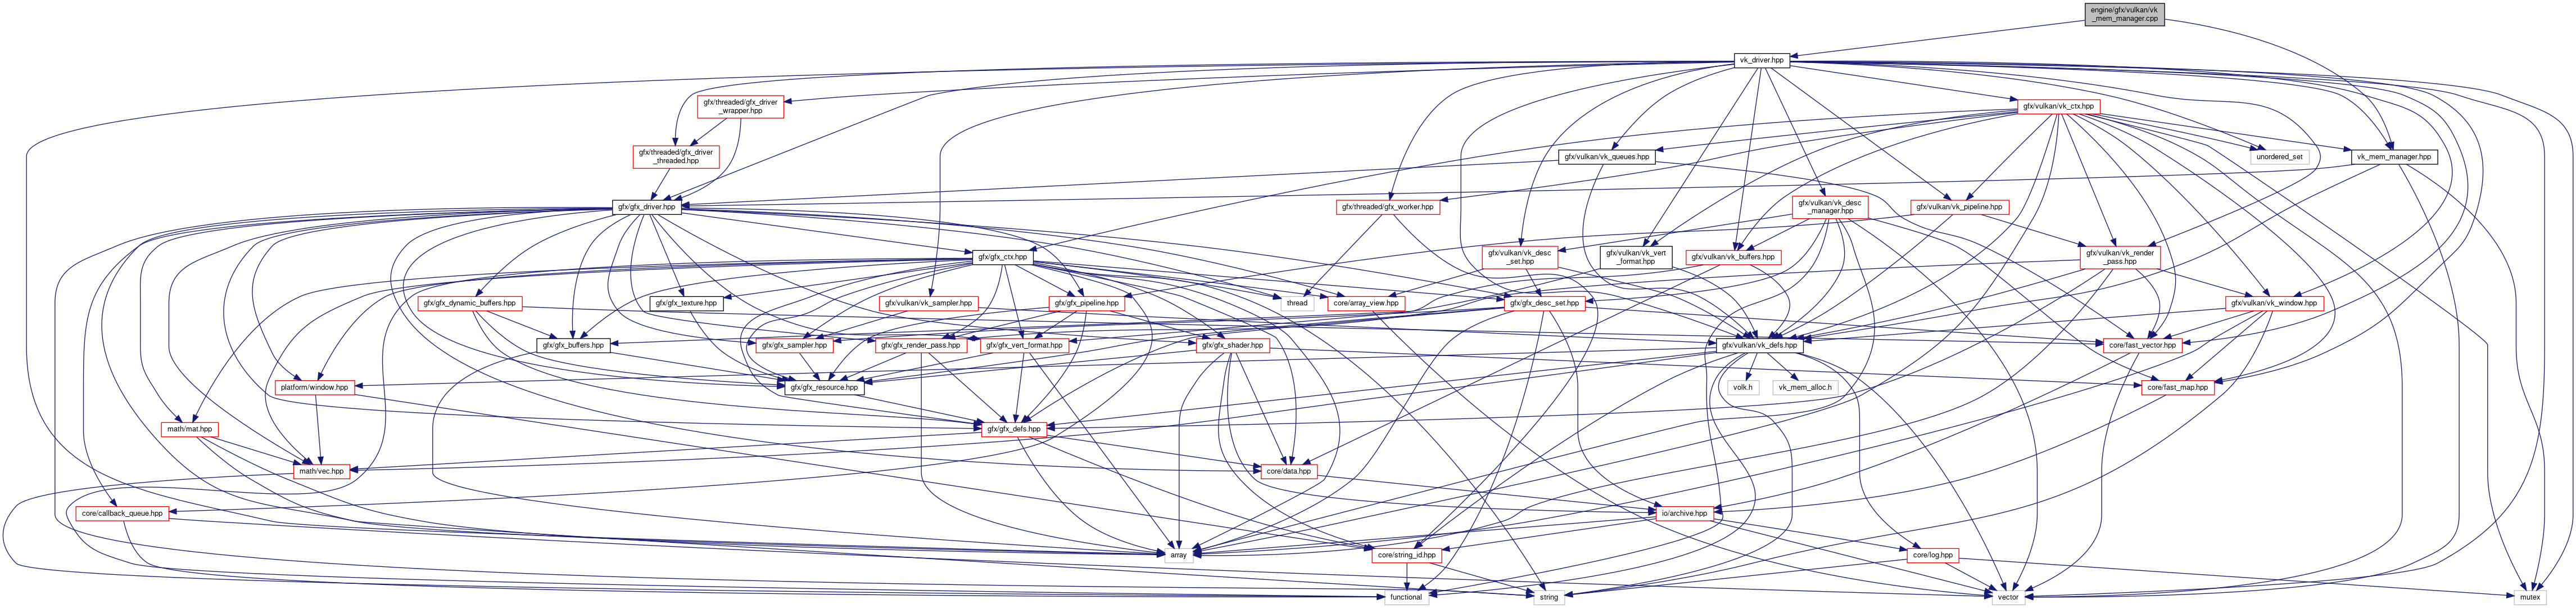 engine/gfx/vulkan/vk
_mem_manager.cpp
vk_driver.hpp
gfx/threaded/gfx_driver
_wrapper.hpp
gfx/vulkan/vk_ctx.hpp
gfx/threaded/gfx_driver
_threaded.hpp
gfx/vulkan/vk_queues.hpp
unordered_set
vk_mem_manager.hpp
gfx/gfx_driver.hpp
gfx/threaded/gfx_worker.hpp
gfx/vulkan/vk_desc
_manager.hpp
gfx/vulkan/vk_pipeline.hpp
gfx/gfx_ctx.hpp
gfx/vulkan/vk_desc
_set.hpp
gfx/vulkan/vk_vert
_format.hpp
gfx/vulkan/vk_buffers.hpp
gfx/vulkan/vk_render
_pass.hpp
gfx/gfx_dynamic_buffers.hpp
gfx/gfx_texture.hpp
gfx/vulkan/vk_sampler.hpp
gfx/gfx_pipeline.hpp
thread
core/array_view.hpp
gfx/gfx_desc_set.hpp
gfx/vulkan/vk_window.hpp
gfx/gfx_buffers.hpp
gfx/gfx_sampler.hpp
gfx/gfx_render_pass.hpp
gfx/gfx_vert_format.hpp
gfx/gfx_shader.hpp
gfx/vulkan/vk_defs.hpp
core/fast_vector.hpp
platform/window.hpp
gfx/gfx_resource.hpp
volk.h
vk_mem_alloc.h
core/fast_map.hpp
math/mat.hpp
gfx/gfx_defs.hpp
math/vec.hpp
core/data.hpp
core/callback_queue.hpp
io/archive.hpp
array
core/string_id.hpp
core/log.hpp
functional
string
vector
mutex